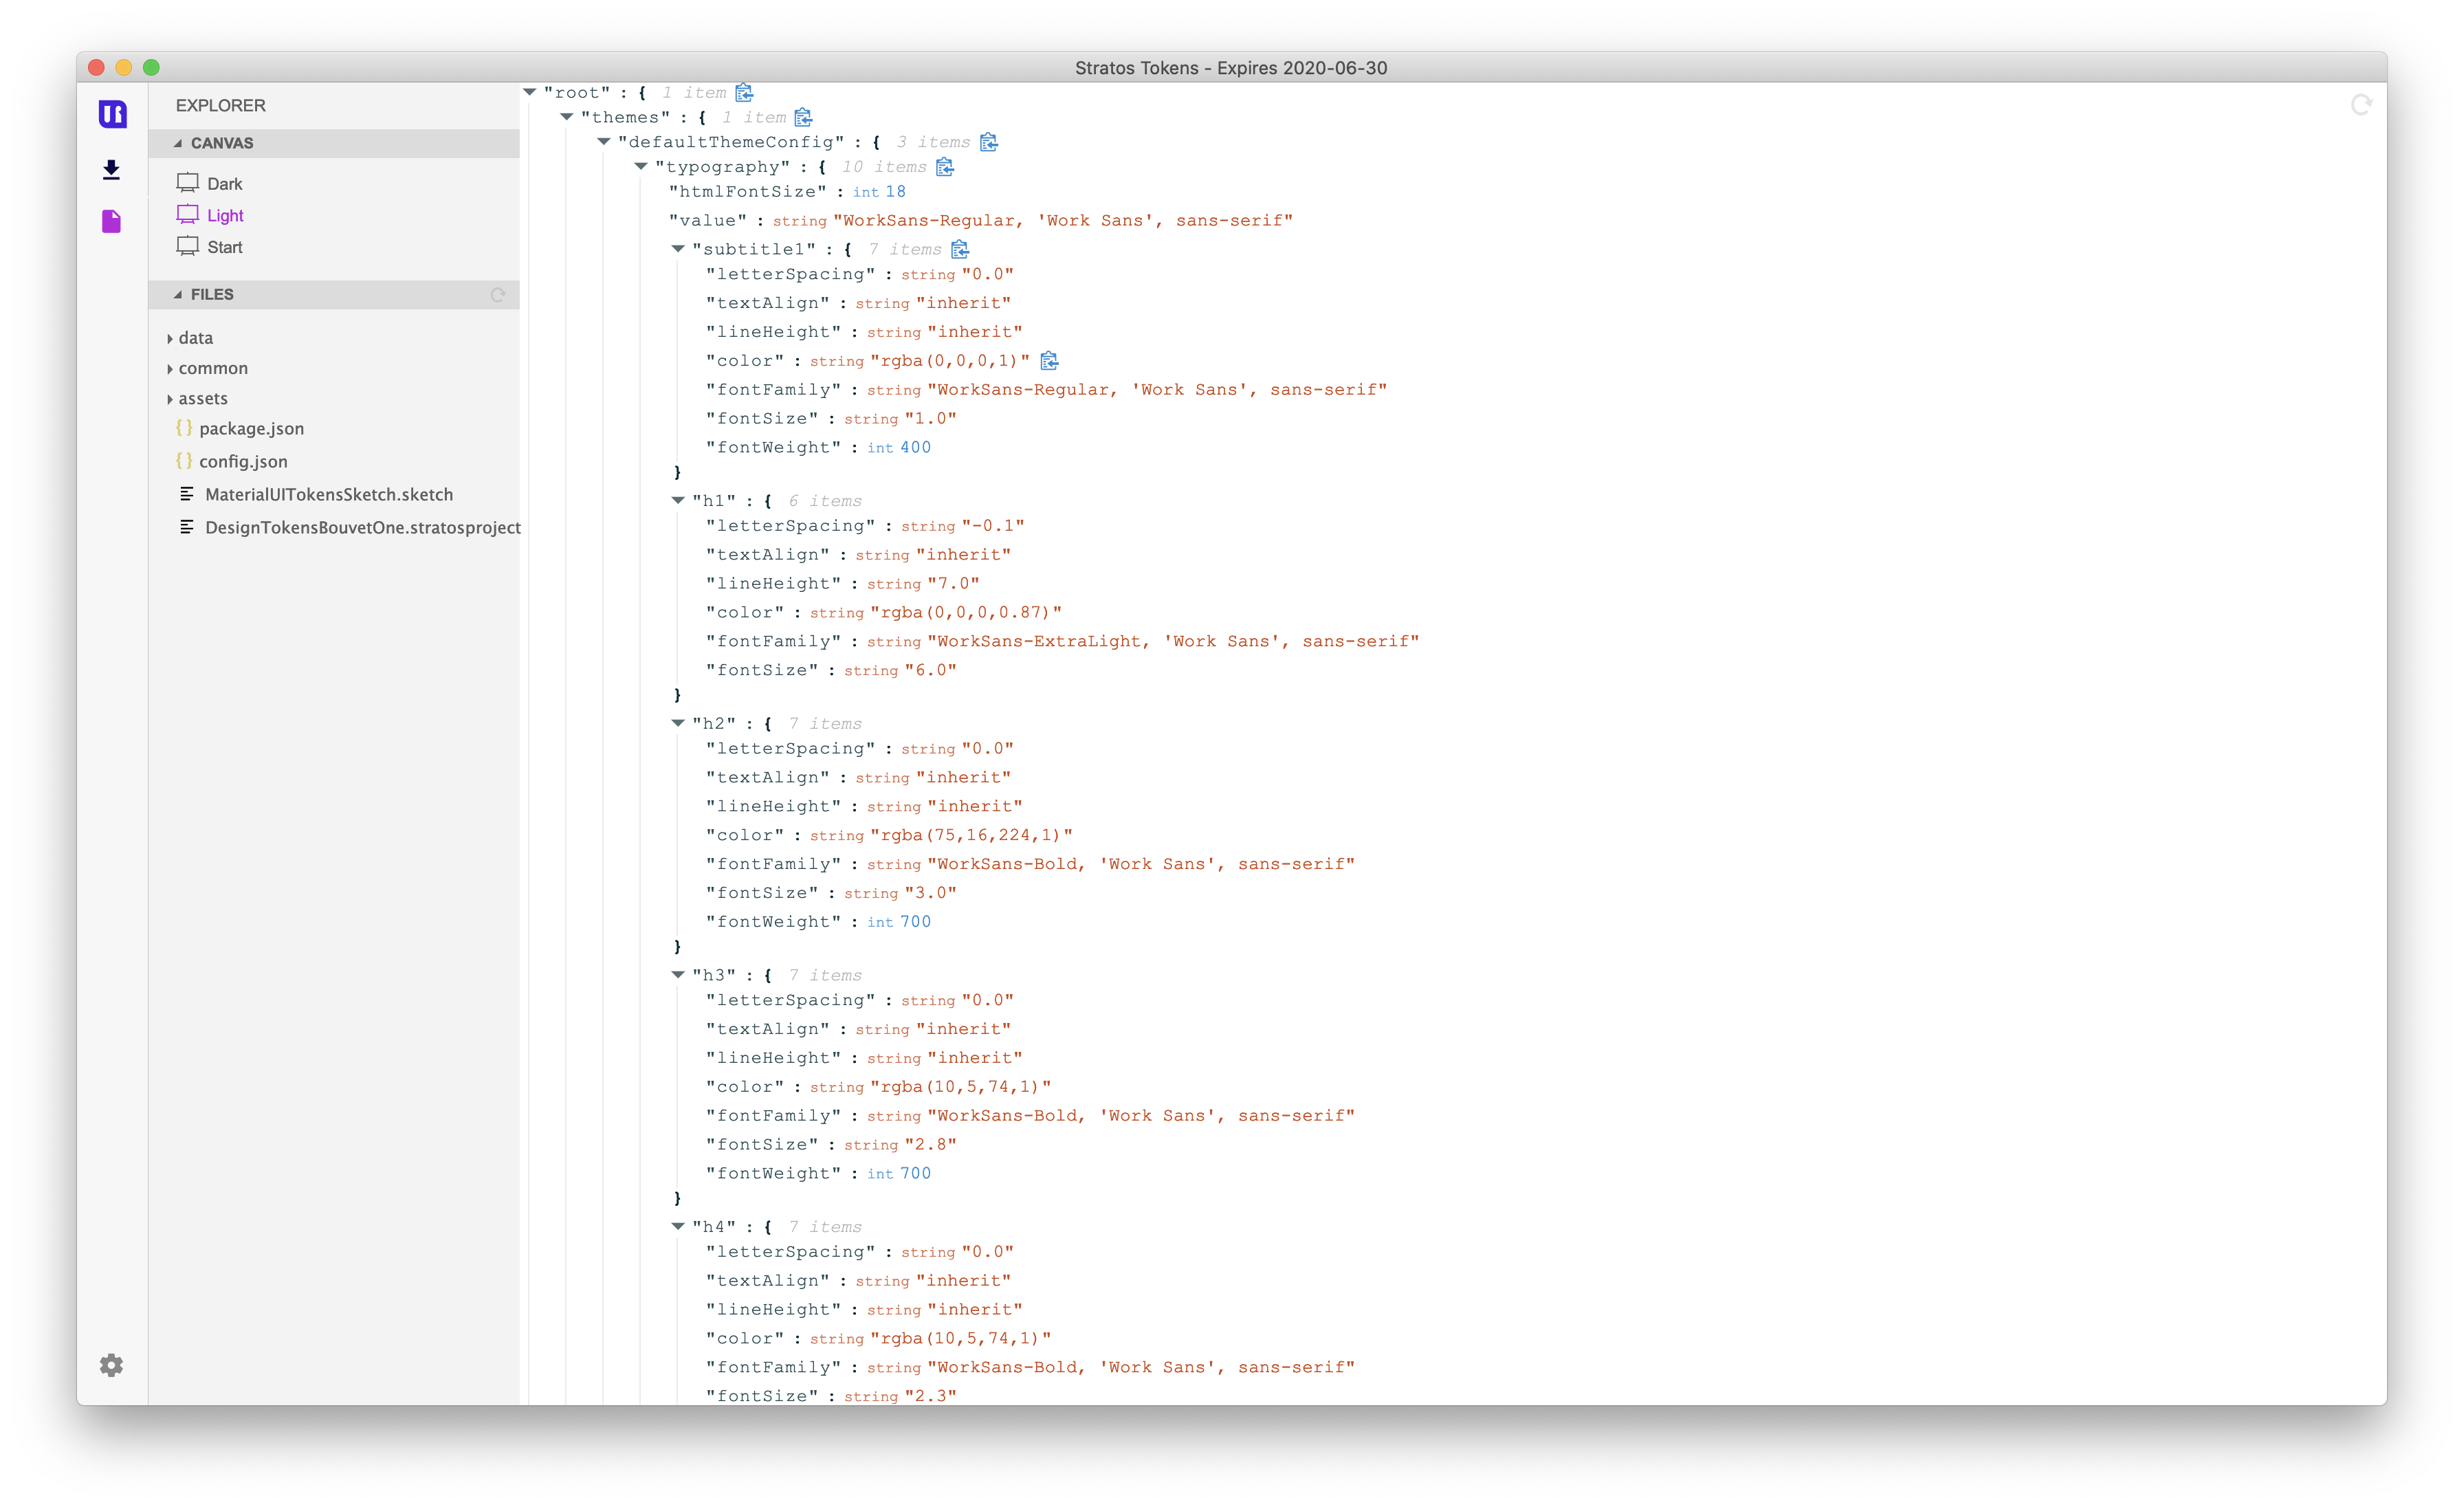 Stratos Tokens - Expires 2020-06-30
EXPLORER
CANVAS
Dark
Light
Start
FILES
data
common
assets
{ } package.json
{ } config.json
MaterialUITokensSketch.sketch
DesignTokensBouvetOne.stratosproject
"root" : { 1 item
"themes" : { 1 item
"defaultThemeConfig" : { 3 items
"typography" : { 10 items
"htmlFontSize" : int 18
"value" : string "WorkSans-Regular, 'Work Sans', sans-serif"
"subtitle1" : { 7 items
"letterSpacing" : string "0.0"
"textAlign" : string "inherit"
"lineHeight" : string "inherit"
"color" : string "rgba(0,0,0,1)"
"fontFamily" : string "WorkSans-Regular, 'Work Sans', sans-serif"
"fontSize" : string "1.0"
"fontWeight" : int 400
}
"h1" : { 6 items
"letterSpacing" : string "-0.1"
"textAlign" : string "inherit"
"lineHeight" : string "7.0"
"color" : string "rgba(0,0,0,0.87)"
"fontFamily" : string "WorkSans-ExtraLight, 'Work Sans', sans-serif"
"fontSize" : string "6.0"
}
"h2" : { 7 items
"letterSpacing" : string "0.0"
"textAlign" : string "inherit"
"lineHeight" : string "inherit"
"color" : string "rgba(75,16,224,1)"
"fontFamily" : string "WorkSans-Bold, 'Work Sans', sans-serif"
"fontSize" : string "3.0"
"fontWeight" : int 700
}
"h3" : { 7 items
"letterSpacing" : string "0.0"
"textAlign" : string "inherit"
"lineHeight" : string "inherit"
"color" : string "rgba(10,5,74,1)"
"fontFamily" : string "WorkSans-Bold, 'Work Sans', sans-serif"
"fontSize" : string "2.8"
"fontWeight" : int 700
}
"h4" : { 7 items
"letterSpacing" : string "0.0"
"textAlign" : string "inherit"
"lineHeight" : string "inherit"
"color" : string "rgba(10,5,74,1)"
"fontFamily" : string "WorkSans-Bold, 'Work Sans', sans-serif"
"fontSize" : string "2.3"